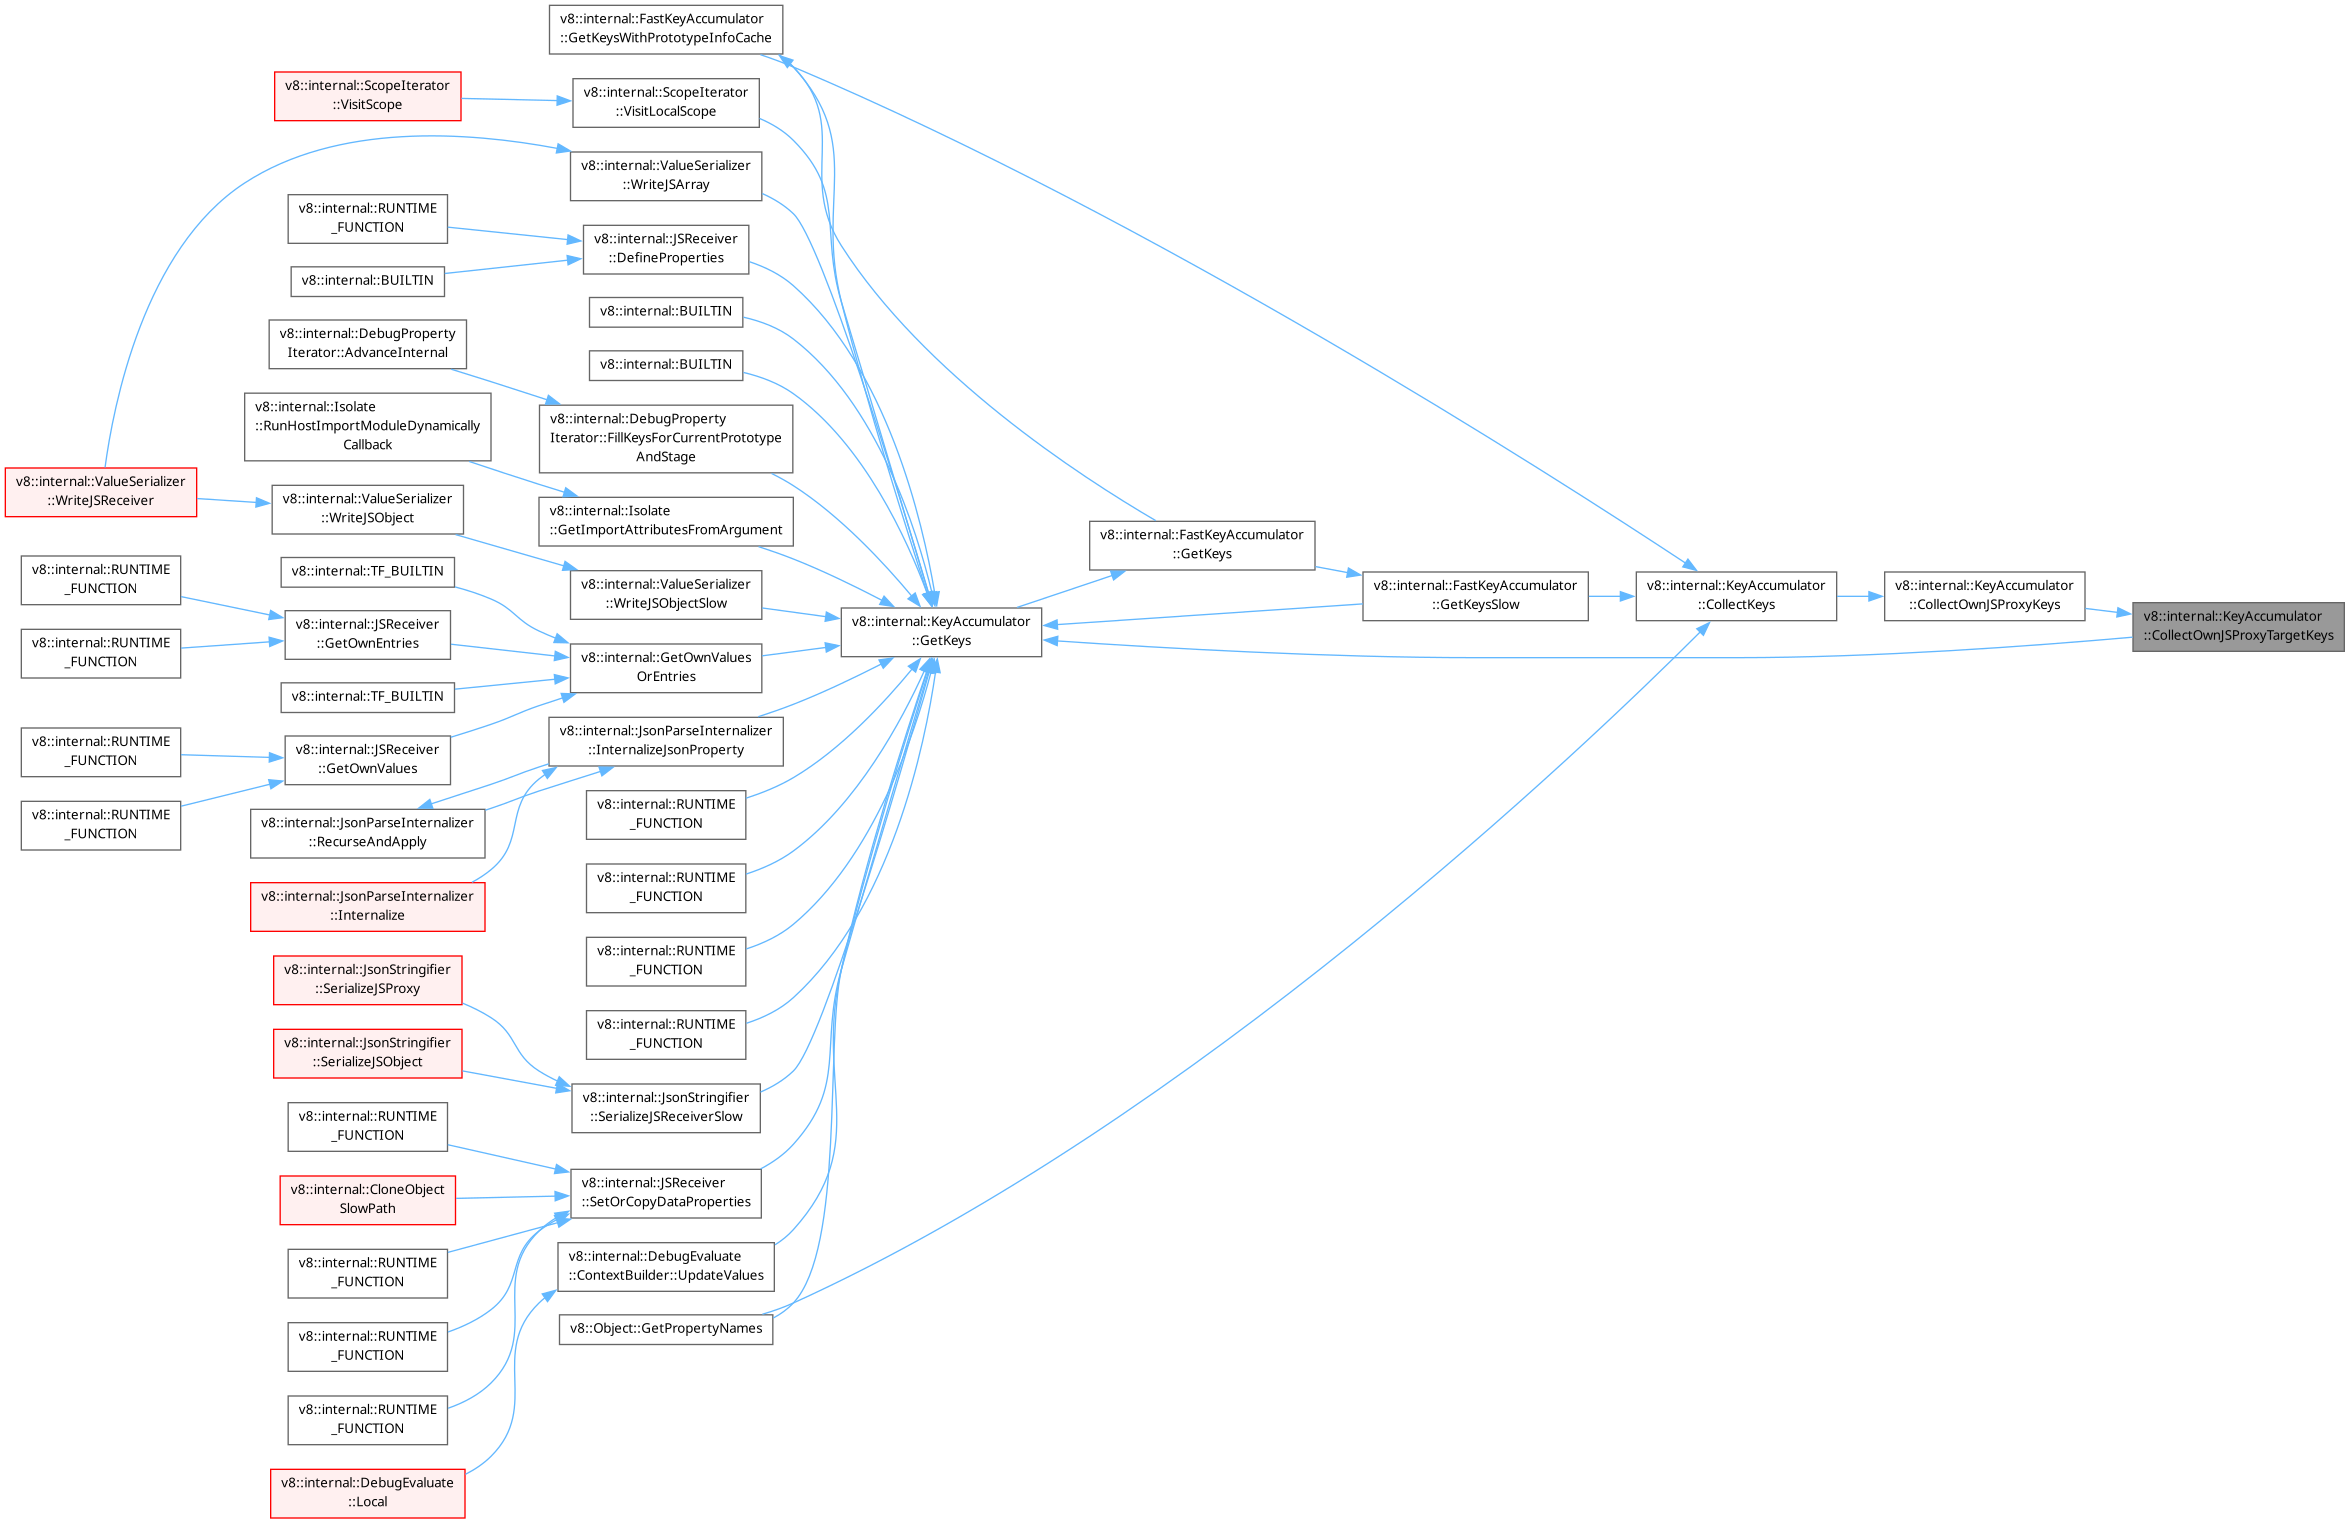 v8::internal::FastKeyAccumulator
::GetKeysWithPrototypeInfoCache
v8::internal::ScopeIterator
::VisitScope
v8::internal::ScopeIterator
::VisitLocalScope
v8::internal::ValueSerializer
::WriteJSArray
v8::internal::RUNTIME
_FUNCTION
v8::internal::JSReceiver
::DefineProperties
v8::internal::BUILTIN
v8::internal::BUILTIN
v8::internal::DebugProperty
Iterator::AdvanceInternal
v8::internal::BUILTIN
v8::internal::Isolate
::RunHostImportModuleDynamically
Callback
v8::internal::DebugProperty
Iterator::FillKeysForCurrentPrototype
AndStage
v8::internal::ValueSerializer
::WriteJSReceiver
v8::internal::ValueSerializer
::WriteJSObject
v8::internal::Isolate
::GetImportAttributesFromArgument
v8::internal::FastKeyAccumulator
::GetKeys
v8::internal::RUNTIME
_FUNCTION
v8::internal::TF_BUILTIN
v8::internal::ValueSerializer
::WriteJSObjectSlow
v8::internal::FastKeyAccumulator
::GetKeysSlow
v8::internal::KeyAccumulator
::CollectKeys
v8::internal::KeyAccumulator
::CollectOwnJSProxyKeys
v8::internal::KeyAccumulator
::CollectOwnJSProxyTargetKeys
v8::internal::KeyAccumulator
::GetKeys
v8::internal::RUNTIME
_FUNCTION
v8::internal::JSReceiver
::GetOwnEntries
v8::internal::GetOwnValues
OrEntries
v8::internal::TF_BUILTIN
v8::internal::RUNTIME
_FUNCTION
v8::internal::JSReceiver
::GetOwnValues
v8::internal::JsonParseInternalizer
::InternalizeJsonProperty
v8::internal::RUNTIME
_FUNCTION
v8::internal::JsonParseInternalizer
::RecurseAndApply
v8::internal::RUNTIME
_FUNCTION
v8::internal::JsonParseInternalizer
::Internalize
v8::internal::RUNTIME
_FUNCTION
v8::internal::JsonStringifier
::SerializeJSProxy
v8::internal::RUNTIME
_FUNCTION
v8::internal::JsonStringifier
::SerializeJSObject
v8::internal::RUNTIME
_FUNCTION
v8::internal::RUNTIME
_FUNCTION
v8::internal::JsonStringifier
::SerializeJSReceiverSlow
v8::internal::CloneObject
SlowPath
v8::internal::JSReceiver
::SetOrCopyDataProperties
v8::internal::RUNTIME
_FUNCTION
v8::internal::DebugEvaluate
::ContextBuilder::UpdateValues
v8::internal::RUNTIME
_FUNCTION
v8::Object::GetPropertyNames
v8::internal::RUNTIME
_FUNCTION
v8::internal::DebugEvaluate
::Local